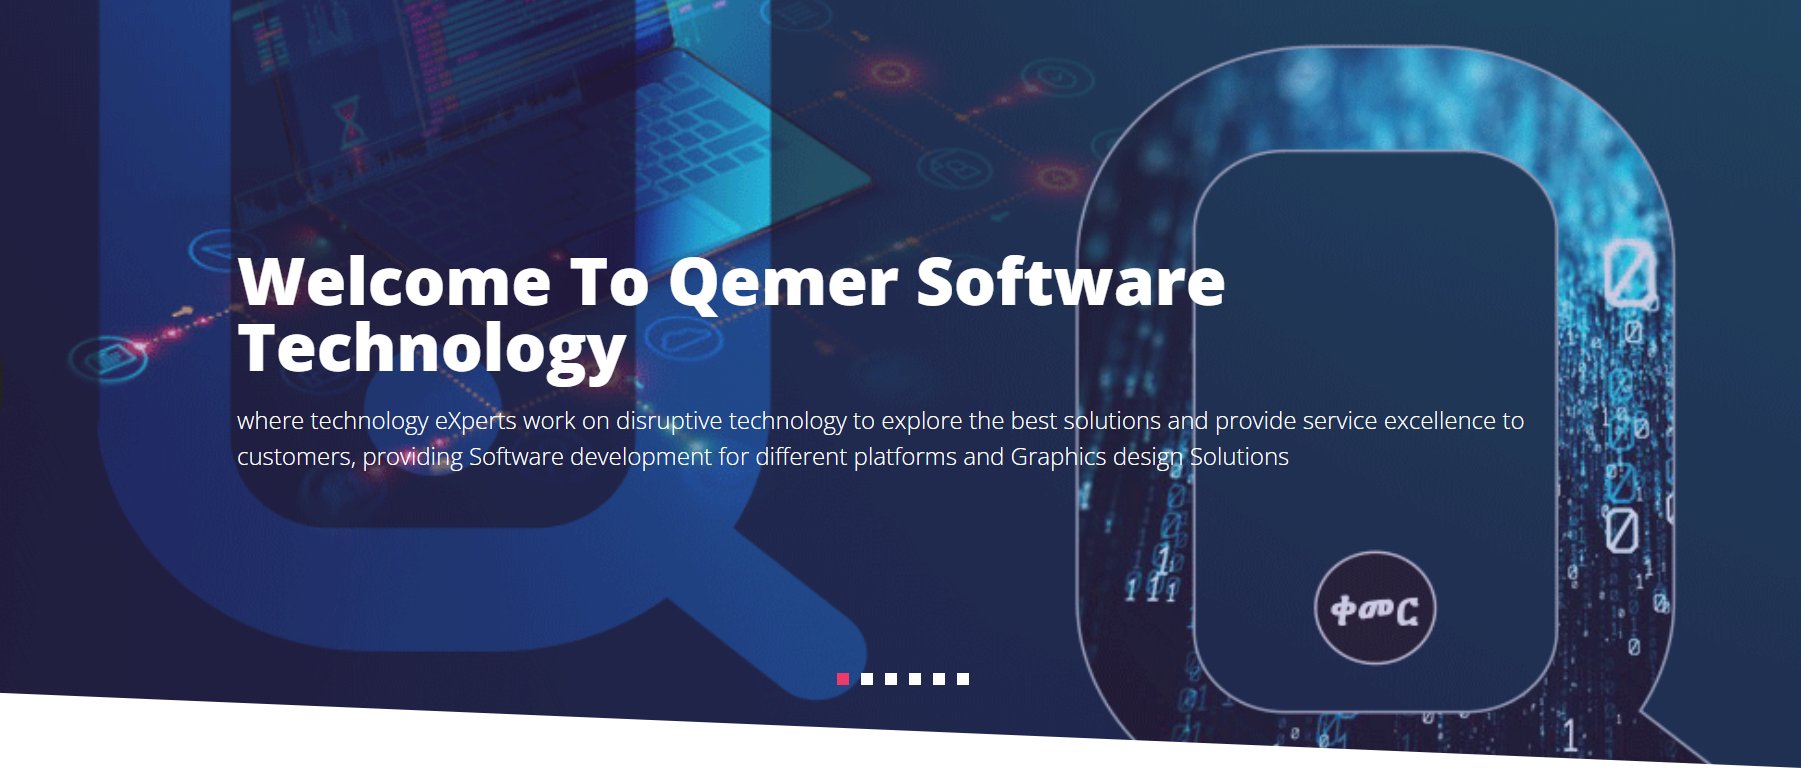 Welcome To Qemer Software
Technology
where technology eXperts work on disruptive technology to explore the best solutions and provide service excellence to
customers, providing Software development for different platforms and Graphics design Solutions
ቀመር